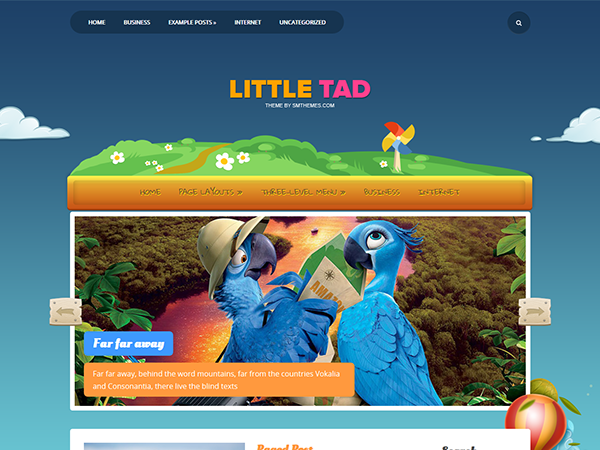 HOME BUSINESS EXAMPLE POSTS » INTERNET UNCATEGORIZED
LITTLE TAD
THEME BY SMTHEMES.COM
HOME PAGE LAYOUTS » THREE-LEVEL MENU » BUSINESS INTERNET
AMAZ
Far far away
Far far away, behind the word mountains, far from the countries Vokalia
and Consonantia, there live the blind texts
Paged Post
Search